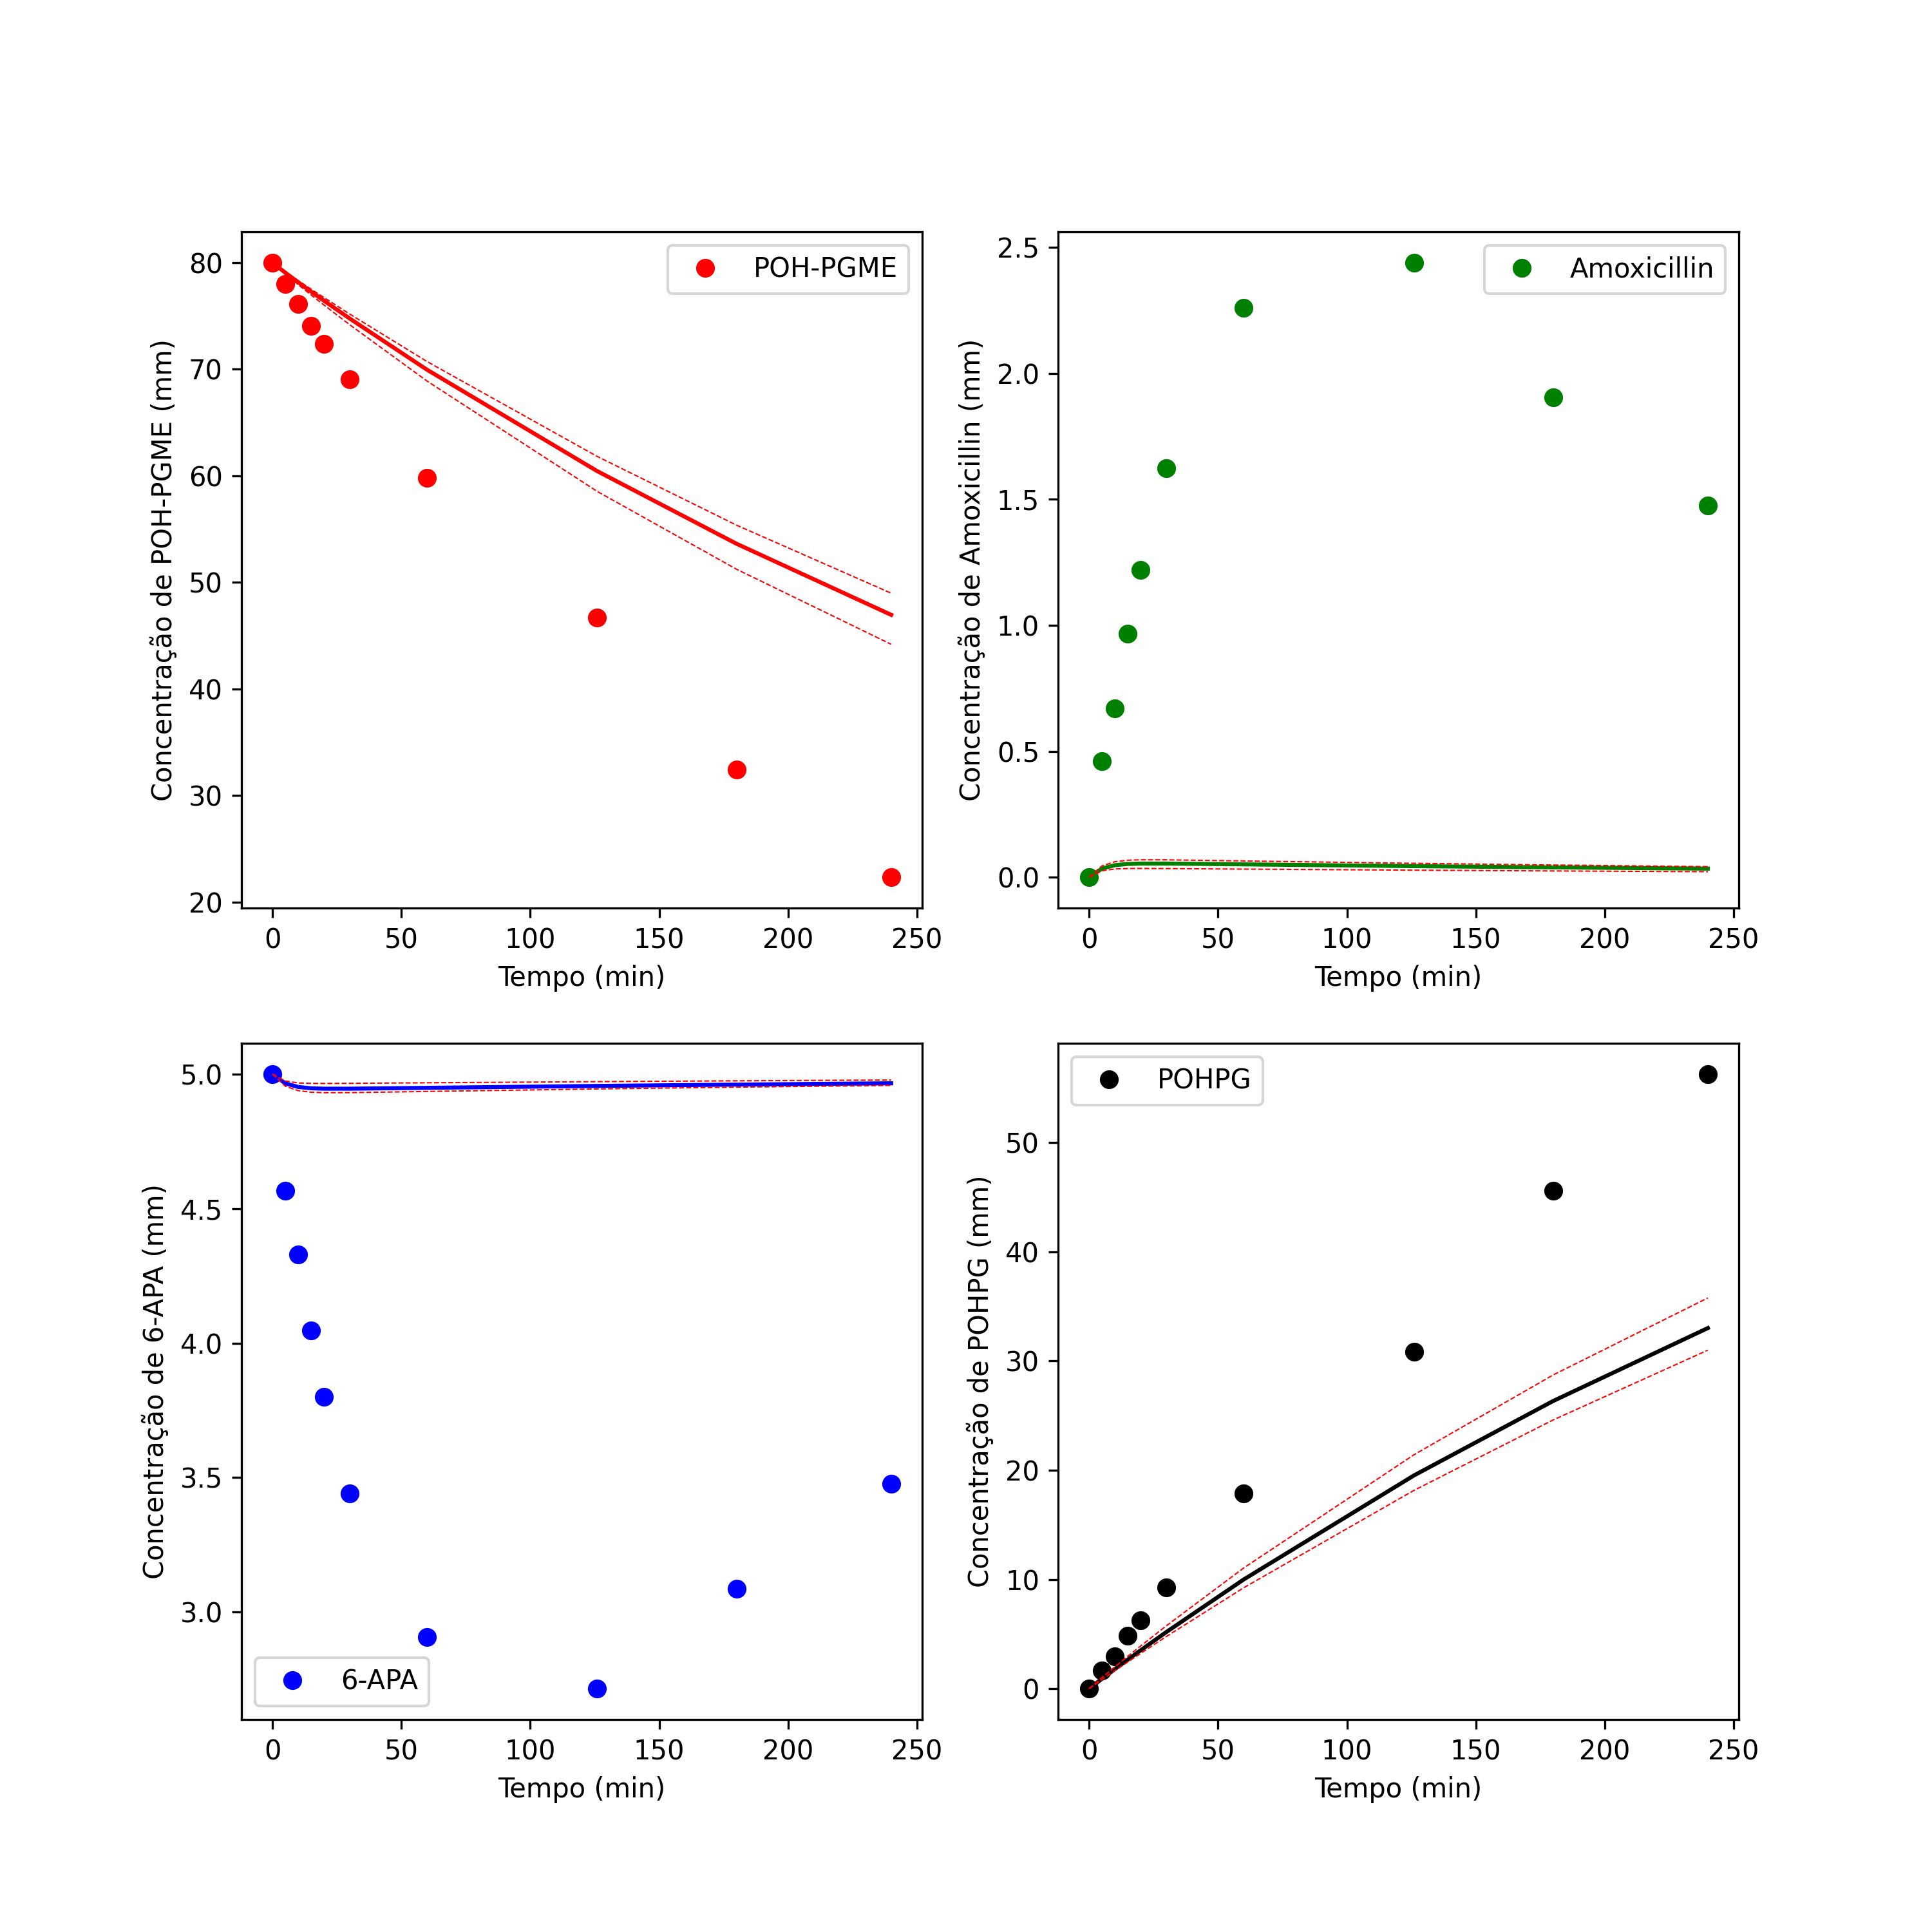 POH-PGME
Concentração de POH-PGME (mm)
80
70
60
50
40
30
20
0 50 100 150 200 250
Tempo (min)
Amoxicillin
Concentração de Amoxicillin (mm)
2.5
2.0
1.5
1.0
0.5
0.0
0 50 100 150 200 250
Tempo (min)
6-APA
Concentração de 6-APA (mm)
5.0
4.5
4.0
3.5
3.0
0 50 100 150 200 250
Tempo (min)
POHPG
Concentração de POHPG (mm)
50
40
30
20
10
0
0 50 100 150 200 250
Tempo (min)